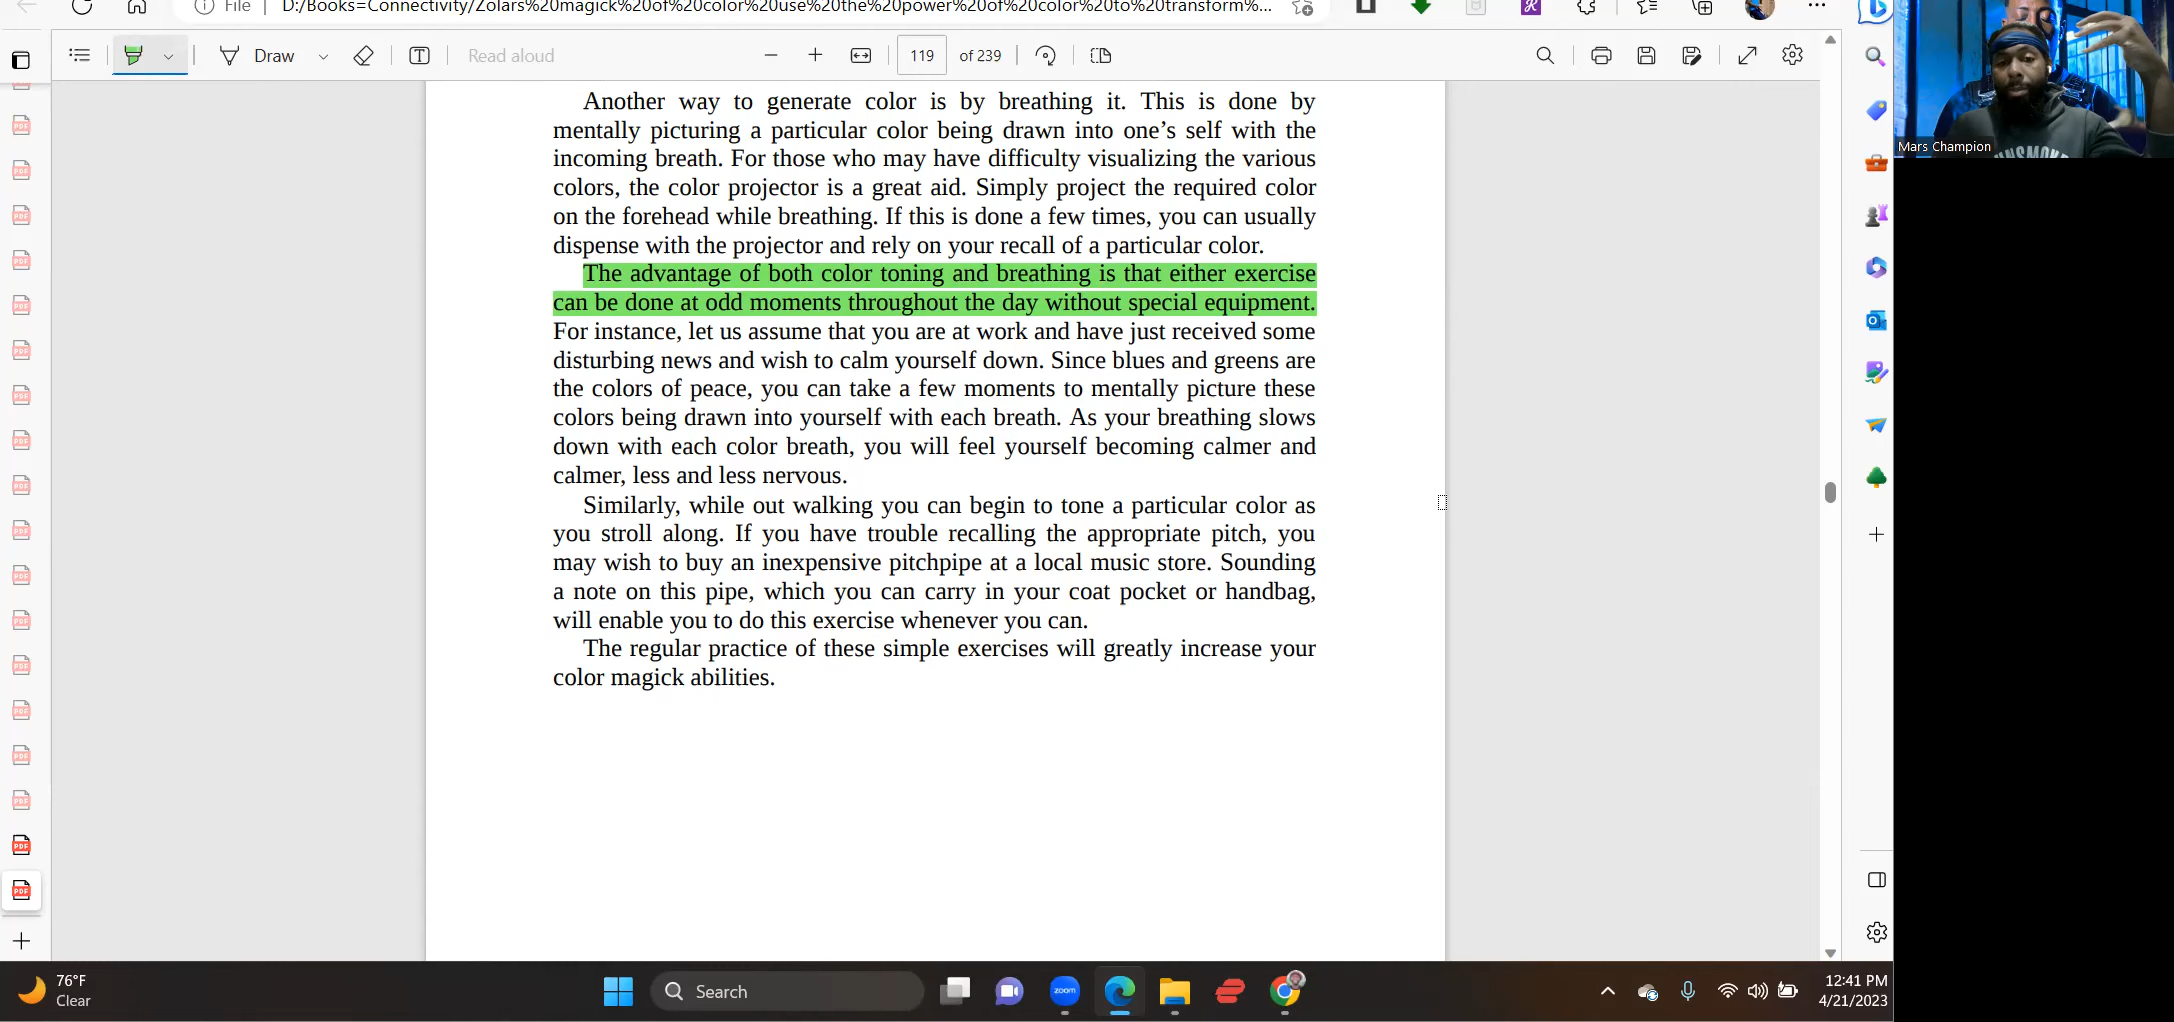 File | D:/Books=Connectivity/Zolars%20magick%20of%20color%20use%20the%20power%20of%20color%20to%20transform%...
Draw
Read aloud
119 of 239
Mars Champion
Another way to generate color is by breathing it. This is done by
mentally picturing a particular color being drawn into one’s self with the
incoming breath. For those who may have difficulty visualizing the various
colors, the color projector is a great aid. Simply project the required color
on the forehead while breathing. If this is done a few times, you can usually
dispense with the projector and rely on your recall of a particular color.
The advantage of both color toning and breathing is that either exercise
can be done at odd moments throughout the day without special equipment.
For instance, let us assume that you are at work and have just received some
disturbing news and wish to calm yourself down. Since blues and greens are
the colors of peace, you can take a few moments to mentally picture these
colors being drawn into yourself with each breath. As your breathing slows
down with each color breath, you will feel yourself becoming calmer and
calmer, less and less nervous.
Similarly, while out walking you can begin to tone a particular color as
you stroll along. If you have trouble recalling the appropriate pitch, you
may wish to buy an inexpensive pitchpipe at a local music store. Sounding
a note on this pipe, which you can carry in your coat pocket or handbag,
will enable you to do this exercise whenever you can.
The regular practice of these simple exercises will greatly increase your
color magick abilities.
76°F
Clear
Search
zoom
12:41 PM
4/21/2023